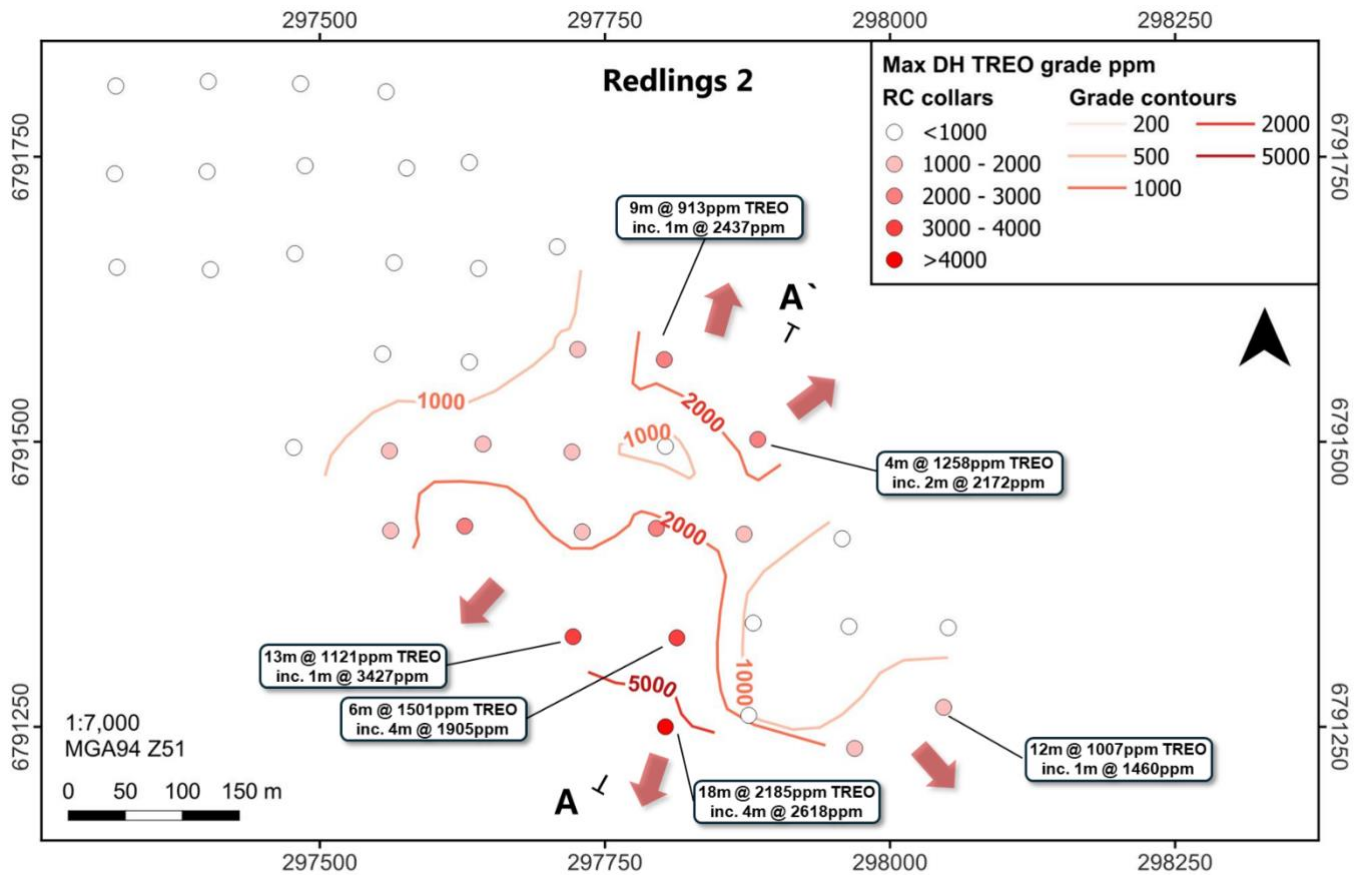 297500 297750 298000 298250
Redlings 2
Max DH TREO grade ppm
RC collars
<1000
1000 - 2000
2000 - 3000
3000 - 4000
>4000
Grade contours
200
500
1000
2000
5000
6791750
6791750
9m @ 913ppm TREO
inc. 1m @ 2437ppm
A`
1000
2000
1000
6791500
6791500
4m @ 1258ppm TREO
inc. 2m @ 2172ppm
2000
13m @ 1121ppm TREO
inc. 1m @ 3427ppm
5000
1000
6m @ 1501ppm TREO
inc. 4m @ 1905ppm
6791250
6791250
12m @ 1007ppm TREO
inc. 1m @ 1460ppm
1:7,000
MGA94 Z51
0 50 100 150 m
A
18m @ 2185ppm TREO
inc. 4m @ 2618ppm
297500 297750 298000 298250